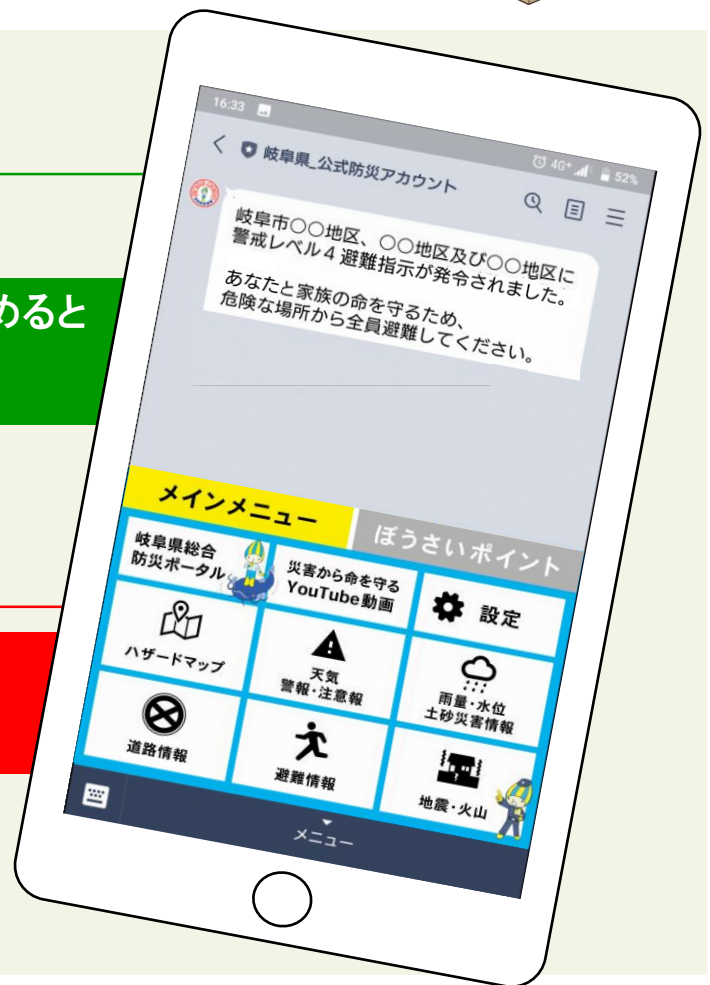 16:33
4G+ 52%
岐阜県_公式防災アカウント
岐阜市○○地区、○○地区及び○○地区に
警戒レベル4 避難指示が発令されました。
あなたと家族の命を守るため、
危険な場所から全員避難してください。
めると
メインメニュー
ぼうさいポイント
岐阜県総合
防災ポータル
災害から命を守る
YouTube動画
設定
ハザードマップ
天気
警報・注意報
雨量・水位
土砂災害情報
道路情報
避難情報
地震・火山
メニュー